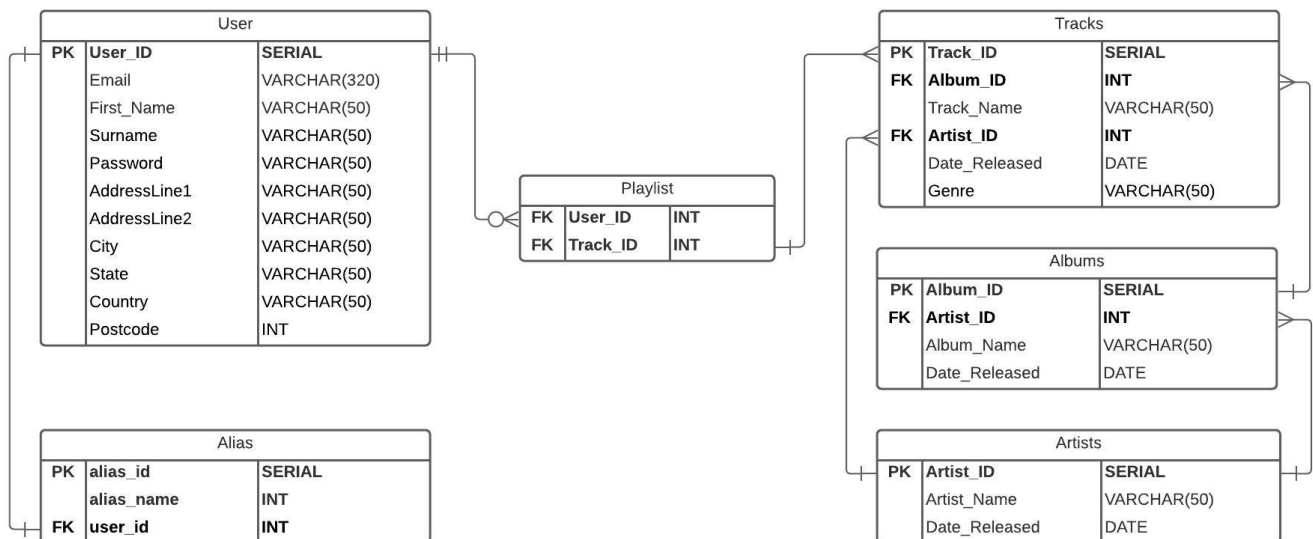 User
PK User_ID SERIAL
Email VARCHAR(320)
First_Name VARCHAR(50)
Surname VARCHAR(50)
Password VARCHAR(50)
AddressLine1 VARCHAR(50)
AddressLine2 VARCHAR(50)
City VARCHAR(50)
State VARCHAR(50)
Country VARCHAR(50)
Postcode INT
Alias
PK alias_id SERIAL
alias_name INT
FK user_id INT
Playlist
FK User_ID INT
FK Track_ID INT
Tracks
PK Track_ID SERIAL
FK Album_ID INT
Track_Name VARCHAR(50)
FK Artist_ID INT
Date_Released DATE
Genre VARCHAR(50)
Albums
PK Album_ID SERIAL
FK Artist_ID INT
Album_Name VARCHAR(50)
Date_Released DATE
Artists
PK Artist_ID SERIAL
Artist_Name VARCHAR(50)
Date_Released DATE